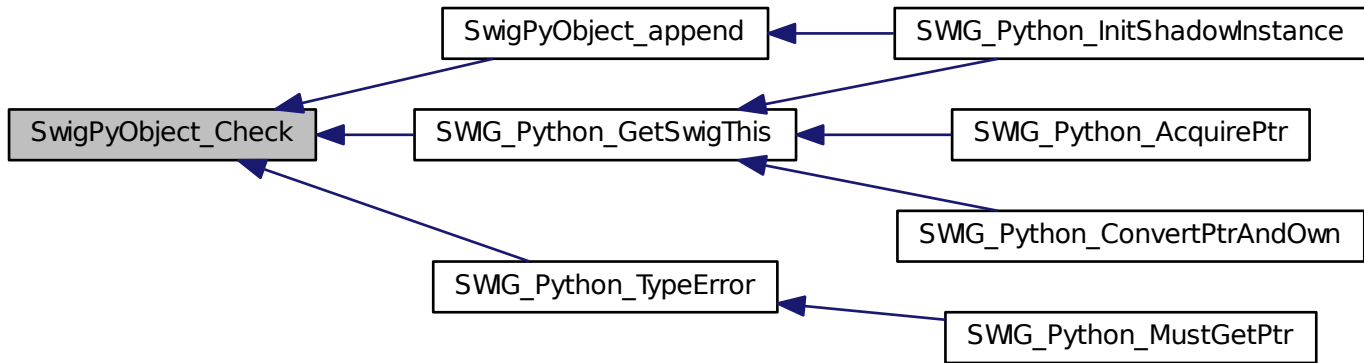 SwigPyObject_append
SWIG_Python_InitShadowInstance
SwigPyObject_Check
SWIG_Python_GetSwigThis
SWIG_Python_AcquirePtr
SWIG_Python_ConvertPtrAndOwn
SWIG_Python_TypeError
SWIG_Python_MustGetPtr